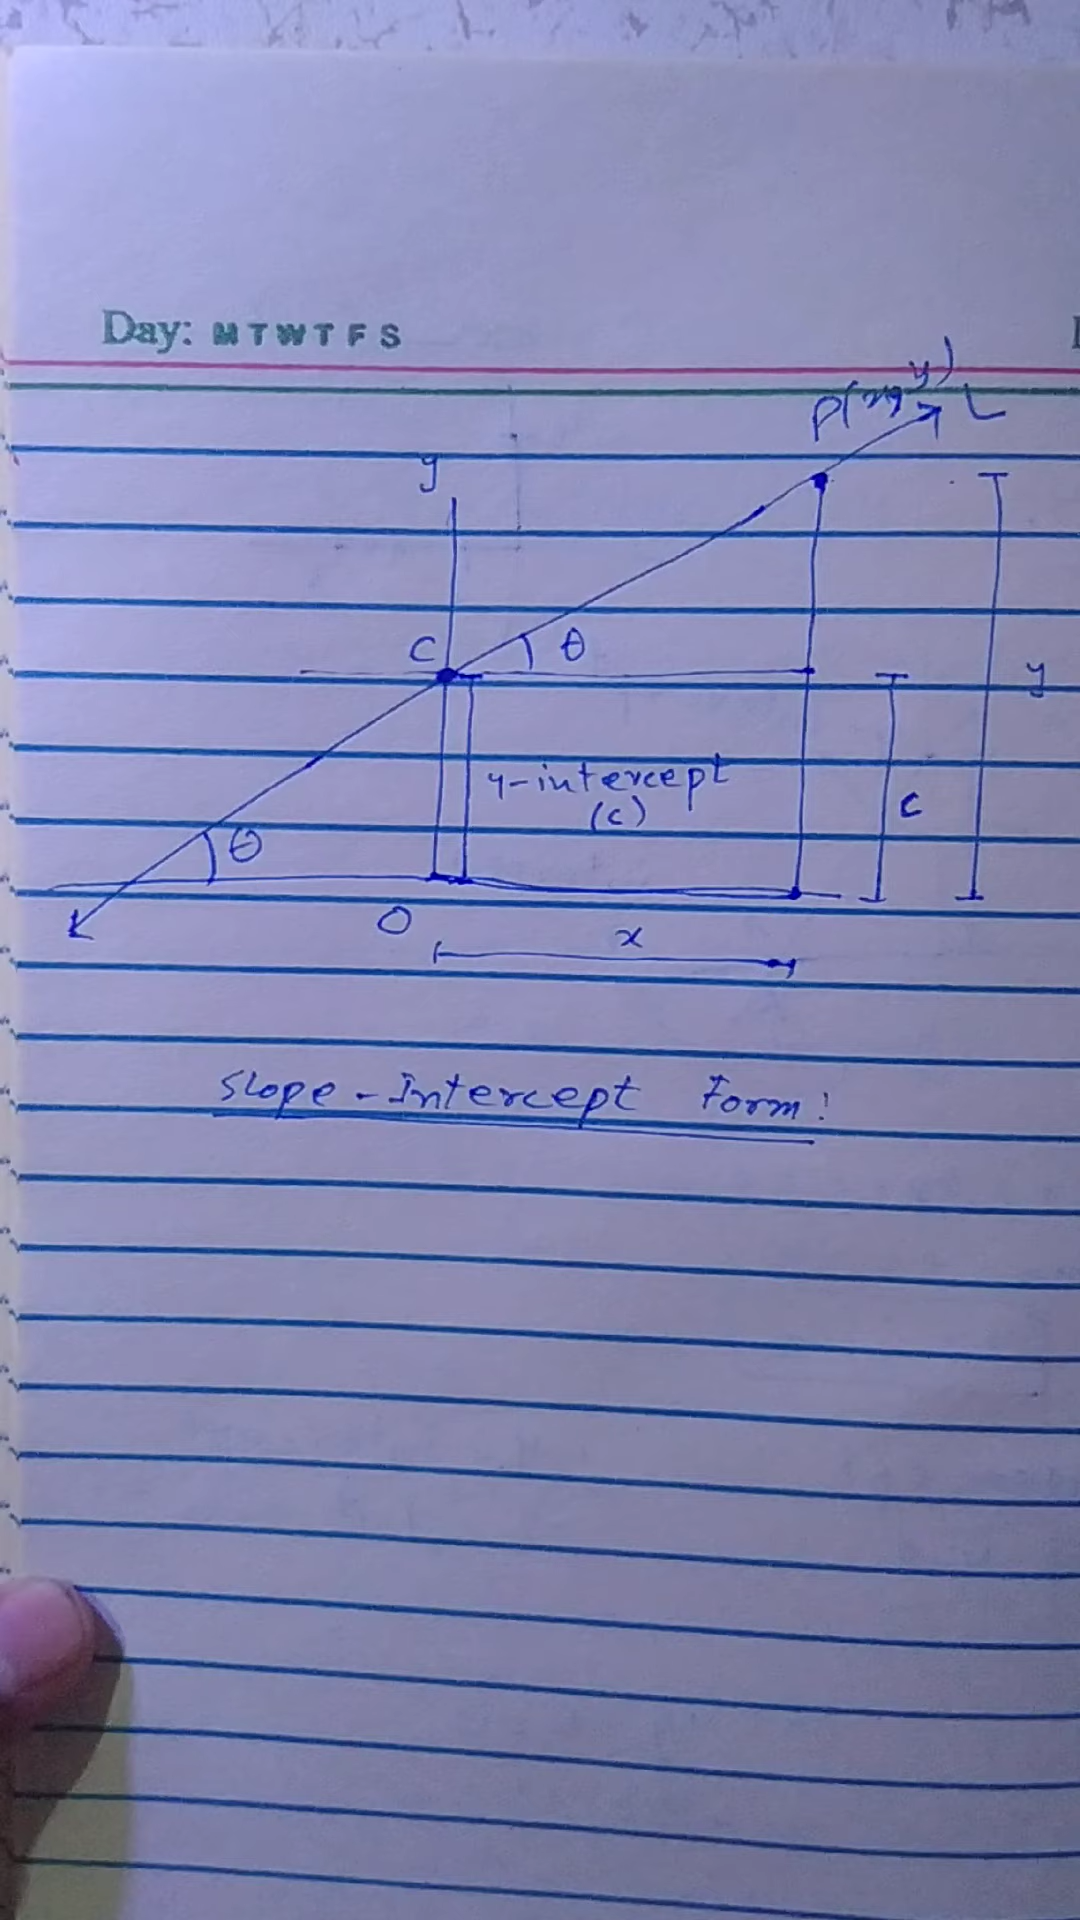 Day: M T W T F S
P(x, y)
L
y
C
θ
y
y-intercept
(c)
c
θ
O
x
Slope-Intercept Form: